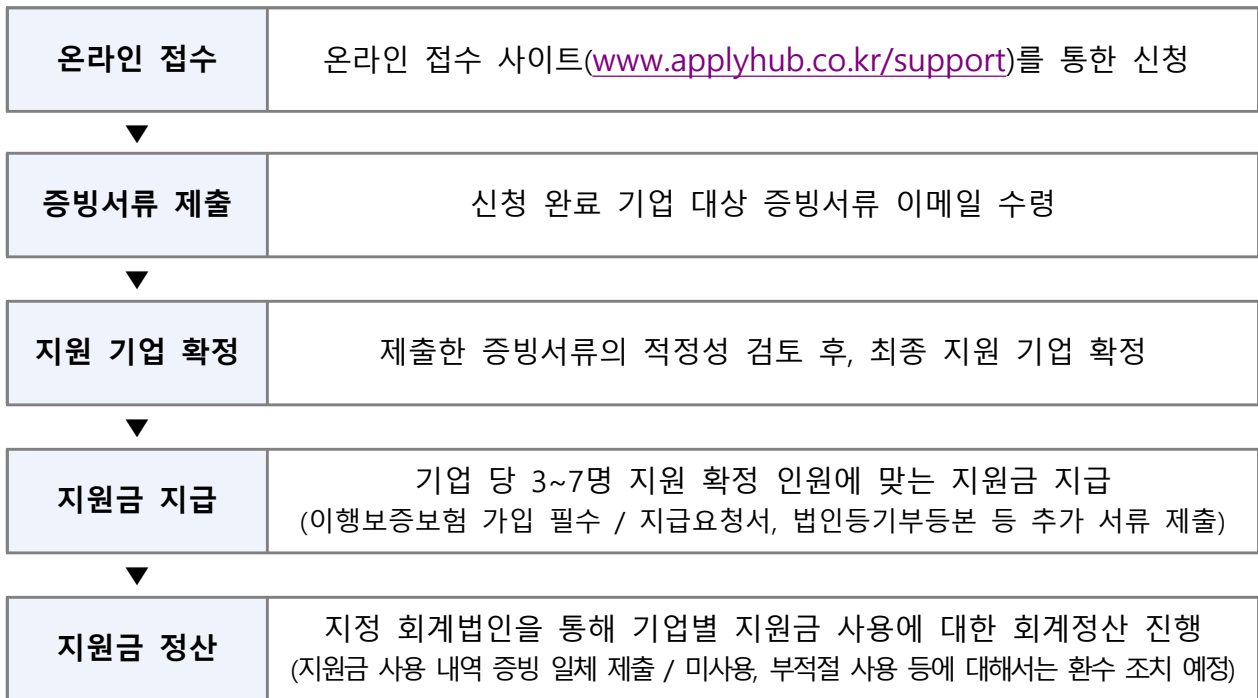 온라인 접수
온라인 접수 사이트(www.applyhub.co.kr/support)를 통한 신청
▼
증빙서류 제출
신청 완료 기업 대상 증빙서류 이메일 수령
▼
지원 기업 확정
제출한 증빙서류의 적정성 검토 후, 최종 지원 기업 확정
▼
지원금 지급
기업 당 3~7명 지원 확정 인원에 맞는 지원금 지급
(이행보증보험 가입 필수 / 지급요청서, 법인등기부등본 등 추가 서류 제출)
▼
지원금 정산
지정 회계법인을 통해 기업별 지원금 사용에 대한 회계정산 진행
(지원금 사용 내역 증빙 일체 제출 / 미사용, 부적절 사용 등에 대해서는 환수 조치 예정)